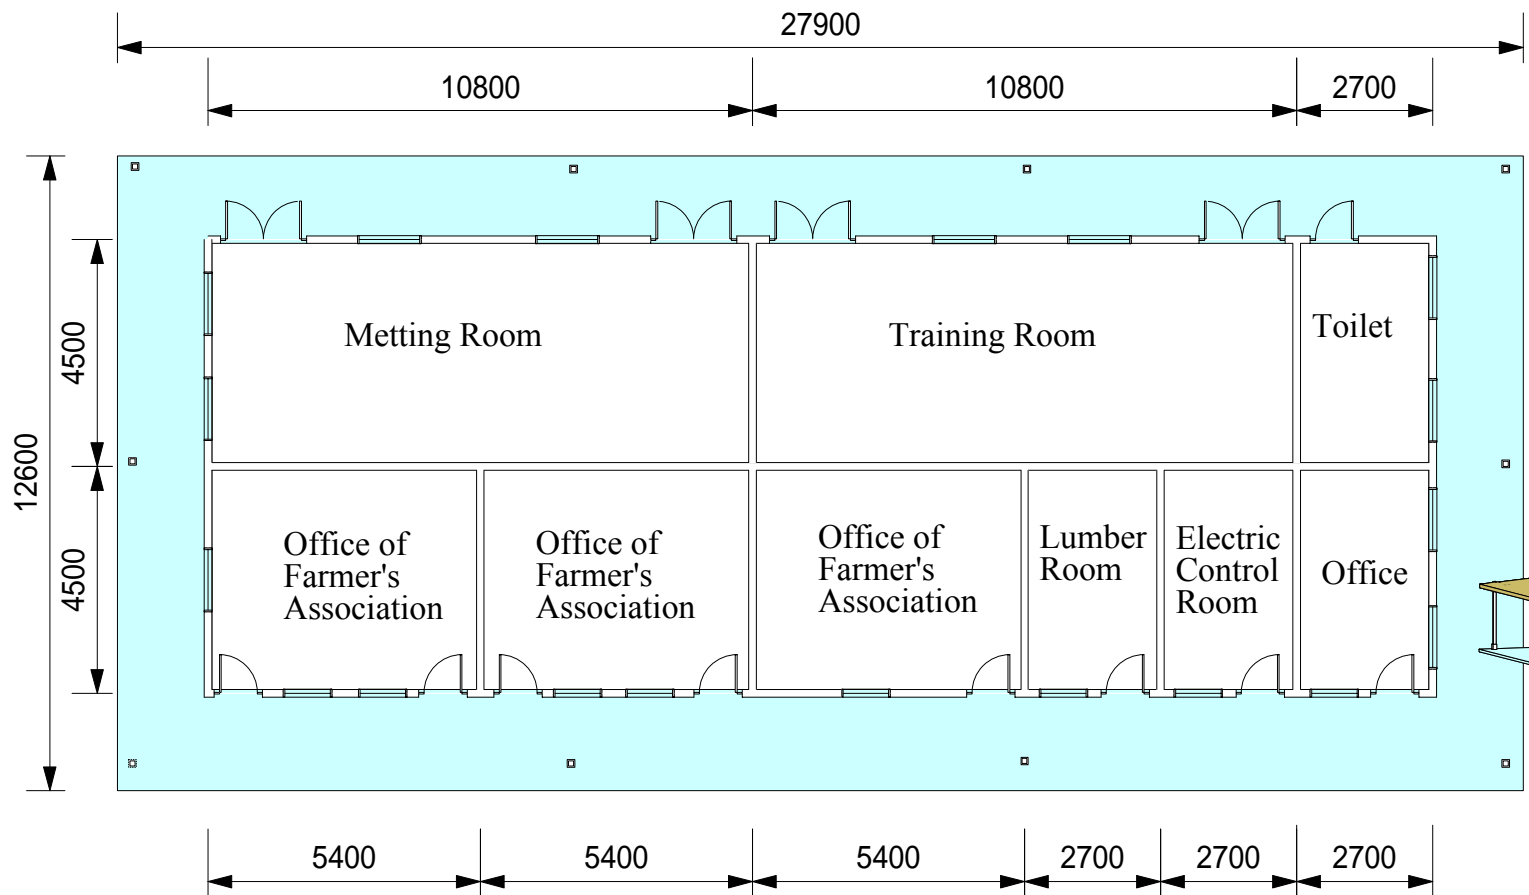 27900
10800
10800
2700
12600
4500
4500
Metting Room
Training Room
Toilet
Office of
Farmer's
Association
Office of
Farmer's
Association
Office of
Farmer's
Association
Lumber
Room
Electric
Control
Room
Office
5400
5400
5400
2700
2700
2700